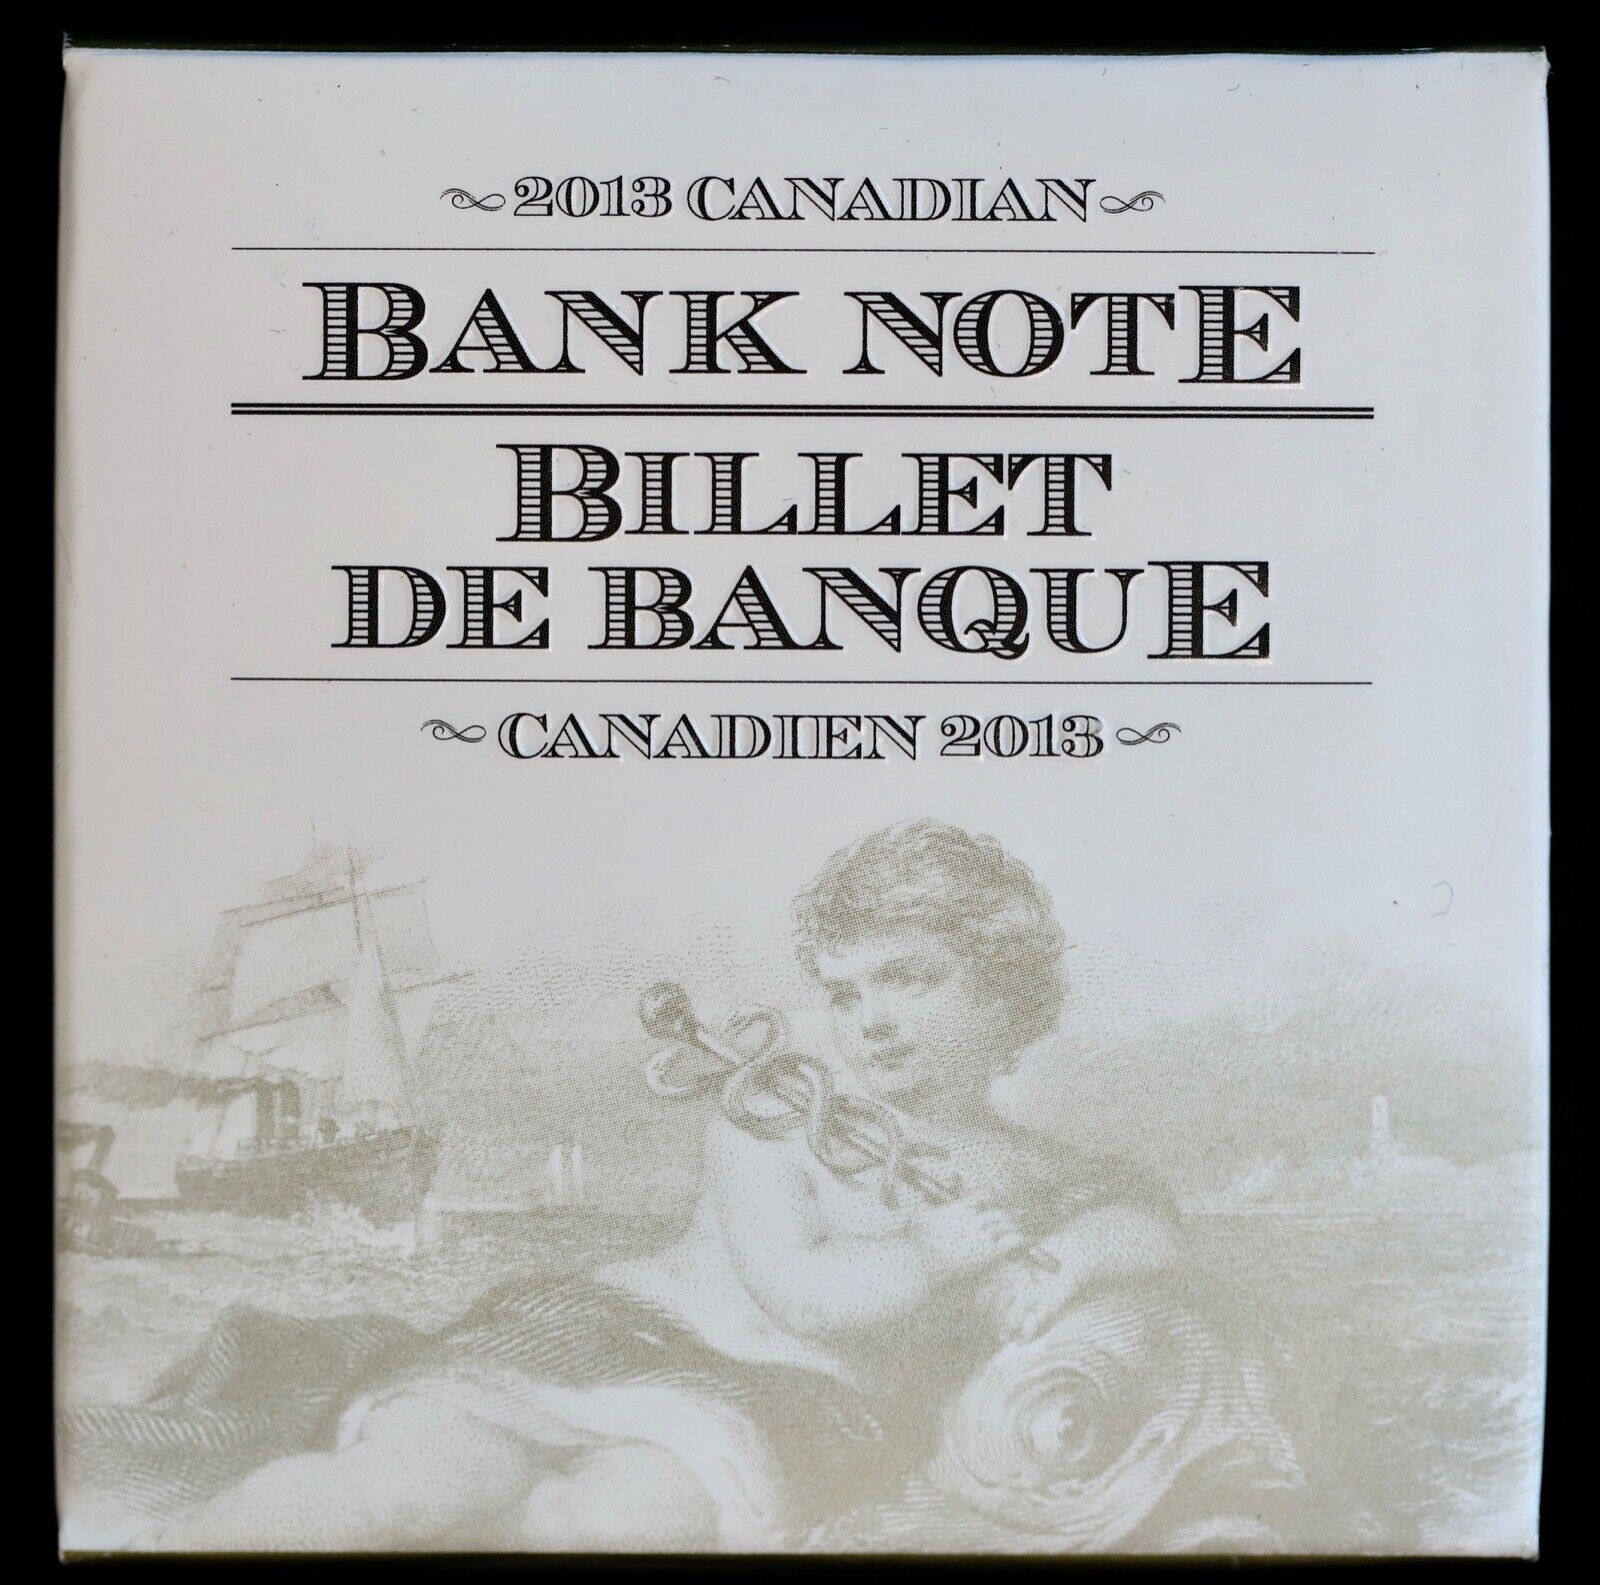 2013 CANADIAN
BANK NOTE
BILLET
DE BANQUE
CANADIEN 2013